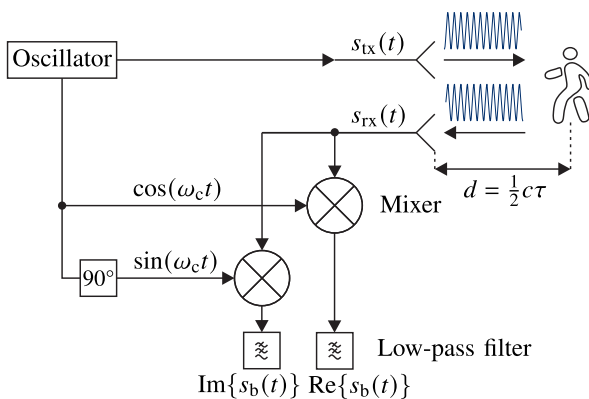 Oscillator
s_tx(t)
s_rx(t)
d = ½cτ
cos(ω_c t)
Mixer
90°
sin(ω_c t)
Low-pass filter
Im{s_b(t)} Re{s_b(t)}